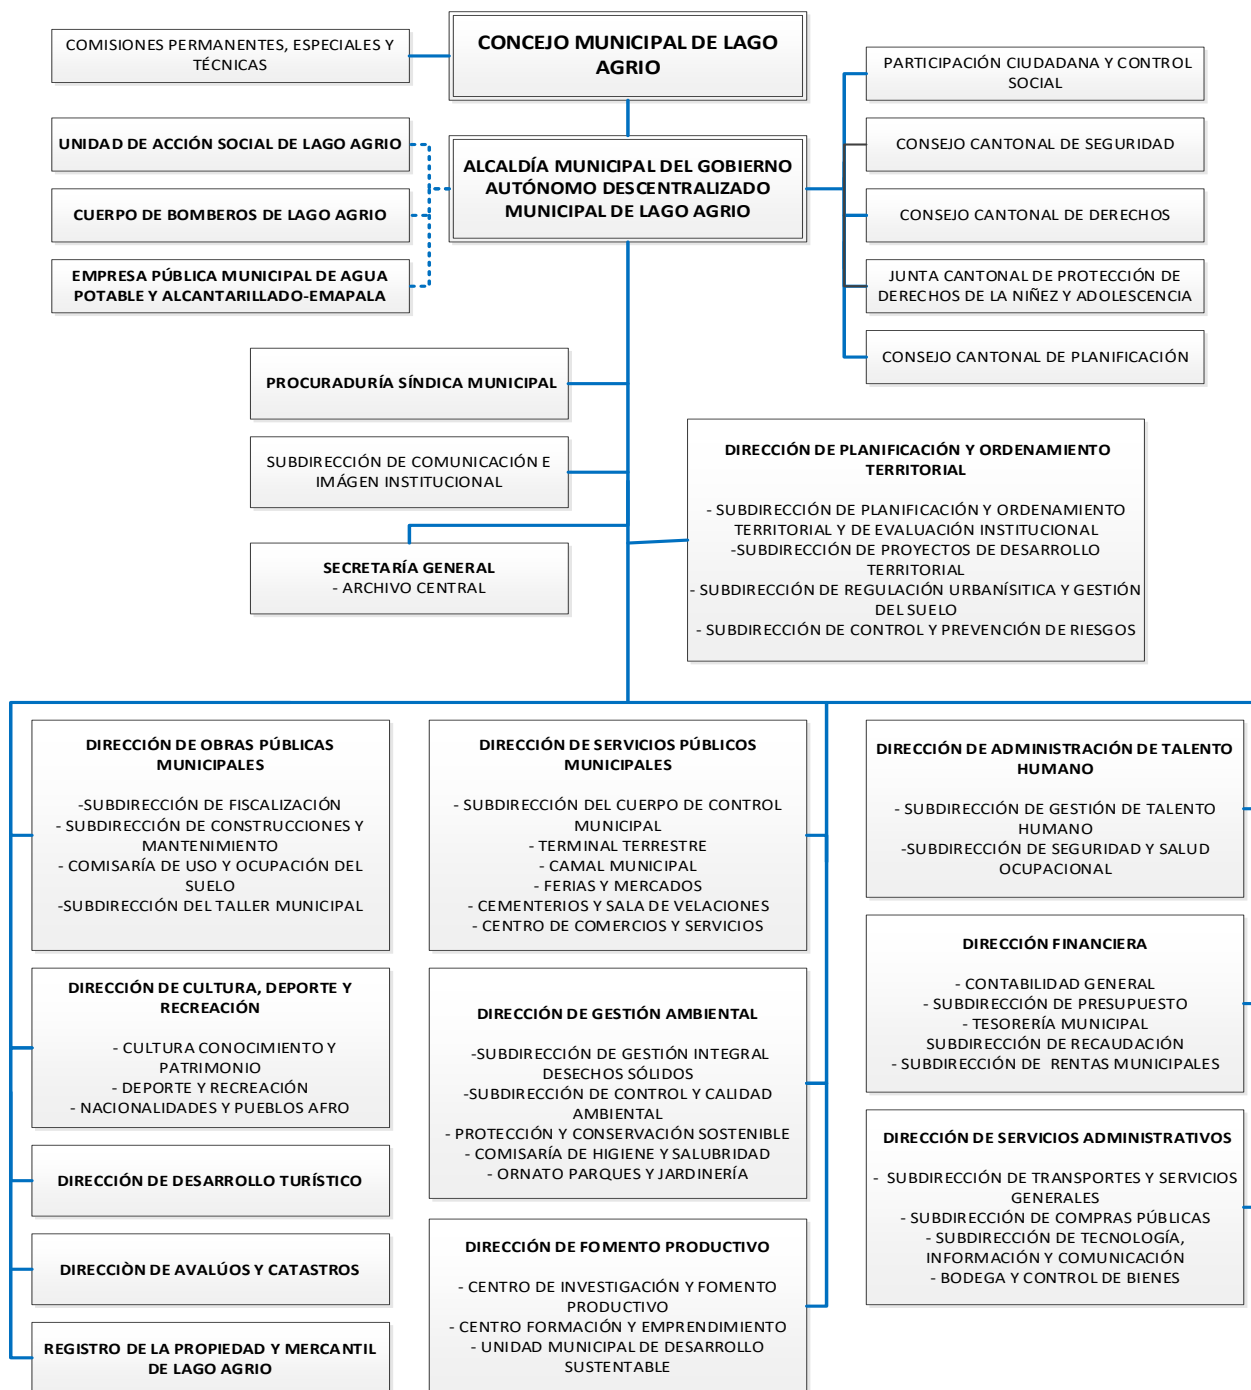 CONCEJO MUNICIPAL DE LAGO
AGRIO
COMISIONES PERMANENTES, ESPECIALES Y
TÉCNICAS
PARTICIPACIÓN CIUDADANA Y CONTROL
SOCIAL
UNIDAD DE ACCIÓN SOCIAL DE LAGO AGRIO
CUERPO DE BOMBEROS DE LAGO AGRIO
EMPRESA PÚBLICA MUNICIPAL DE AGUA
POTABLE Y ALCANTARILLADO-EMAPALA
ALCALDÍA MUNICIPAL DEL GOBIERNO
AUTÓNOMO DESCENTRALIZADO
MUNICIPAL DE LAGO AGRIO
CONSEJO CANTONAL DE SEGURIDAD
CONSEJO CANTONAL DE DERECHOS
JUNTA CANTONAL DE PROTECCIÓN DE
DERECHOS DE LA NIÑEZ Y ADOLESCENCIA
CONSEJO CANTONAL DE PLANIFICACIÓN
PROCURADURÍA SÍNDICA MUNICIPAL
SUBDIRECCIÓN DE COMUNICACIÓN E
IMÁGEN INSTITUCIONAL
SECRETARÍA GENERAL
- ARCHIVO CENTRAL
DIRECCIÓN DE PLANIFICACIÓN Y ORDENAMIENTO
TERRITORIAL
- SUBDIRECCIÓN DE PLANIFICACIÓN Y ORDENAMIENTO
TERRITORIAL Y DE EVALUACIÓN INSTITUCIONAL
-SUBDIRECCIÓN DE PROYECTOS DE DESARROLLO
TERRITORIAL
- SUBDIRECCIÓN DE REGULACIÓN URBANÍSITICA Y GESTIÓN
DEL SUELO
- SUBDIRECCIÓN DE CONTROL Y PREVENCIÓN DE RIESGOS
DIRECCIÓN DE OBRAS PÚBLICAS
MUNICIPALES
-SUBDIRECCIÓN DE FISCALIZACIÓN
- SUBDIRECCIÓN DE CONSTRUCCIONES Y
MANTENIMIENTO
- COMISARÍA DE USO Y OCUPACIÓN DEL
SUELO
-SUBDIRECCIÓN DEL TALLER MUNICIPAL
DIRECCIÓN DE CULTURA, DEPORTE Y
RECREACIÓN
- CULTURA CONOCIMIENTO Y
PATRIMONIO
- DEPORTE Y RECREACIÓN
- NACIONALIDADES Y PUEBLOS AFRO
DIRECCIÓN DE DESARROLLO TURÍSTICO
DIRECCIÒN DE AVALÚOS Y CATASTROS
REGISTRO DE LA PROPIEDAD Y MERCANTIL
DE LAGO AGRIO
DIRECCIÓN DE SERVICIOS PÚBLICOS
MUNICIPALES
- SUBDIRECCIÓN DEL CUERPO DE CONTROL
MUNICIPAL
- TERMINAL TERRESTRE
- CAMAL MUNICIPAL
- FERIAS Y MERCADOS
- CEMENTERIOS Y SALA DE VELACIONES
- CENTRO DE COMERCIOS Y SERVICIOS
DIRECCIÓN DE GESTIÓN AMBIENTAL
-SUBDIRECCIÓN DE GESTIÓN INTEGRAL
DESECHOS SÓLIDOS
-SUBDIRECCIÓN DE CONTROL Y CALIDAD
AMBIENTAL
- PROTECCIÓN Y CONSERVACIÓN SOSTENIBLE
- COMISARÍA DE HIGIENE Y SALUBRIDAD
- ORNATO PARQUES Y JARDINERÍA
DIRECCIÓN DE FOMENTO PRODUCTIVO
- CENTRO DE INVESTIGACIÓN Y FOMENTO
PRODUCTIVO
- CENTRO FORMACIÓN Y EMPRENDIMIENTO
- UNIDAD MUNICIPAL DE DESARROLLO
SUSTENTABLE
DIRECCIÓN DE ADMINISTRACIÓN DE TALENTO
HUMANO
- SUBDIRECCIÓN DE GESTIÓN DE TALENTO
HUMANO
-SUBDIRECCIÓN DE SEGURIDAD Y SALUD
OCUPACIONAL
DIRECCIÓN FINANCIERA
- CONTABILIDAD GENERAL
- SUBDIRECCIÓN DE PRESUPUESTO
- TESORERÍA MUNICIPAL
SUBDIRECCIÓN DE RECAUDACIÓN
- SUBDIRECCIÓN DE RENTAS MUNICIPALES
DIRECCIÓN DE SERVICIOS ADMINISTRATIVOS
- SUBDIRECCIÓN DE TRANSPORTES Y SERVICIOS
GENERALES
- SUBDIRECCIÓN DE COMPRAS PÚBLICAS
- SUBDIRECCIÓN DE TECNOLOGÍA,
INFORMACIÓN Y COMUNICACIÓN
- BODEGA Y CONTROL DE BIENES